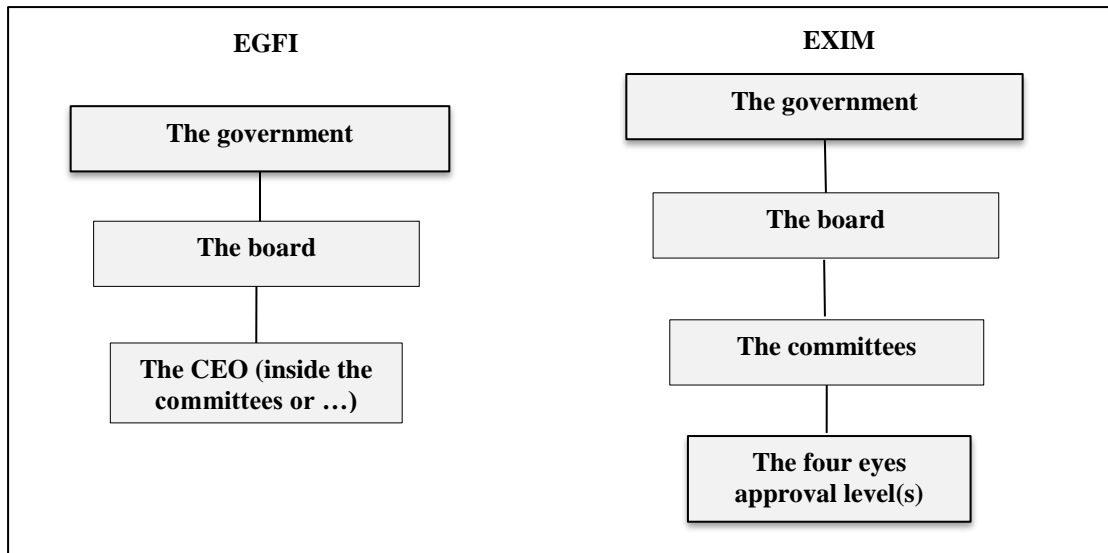 EGFI
The government
The board
The CEO (inside the
committees or …)
EXIM
The government
The board
The committees
The four eyes
approval level(s)